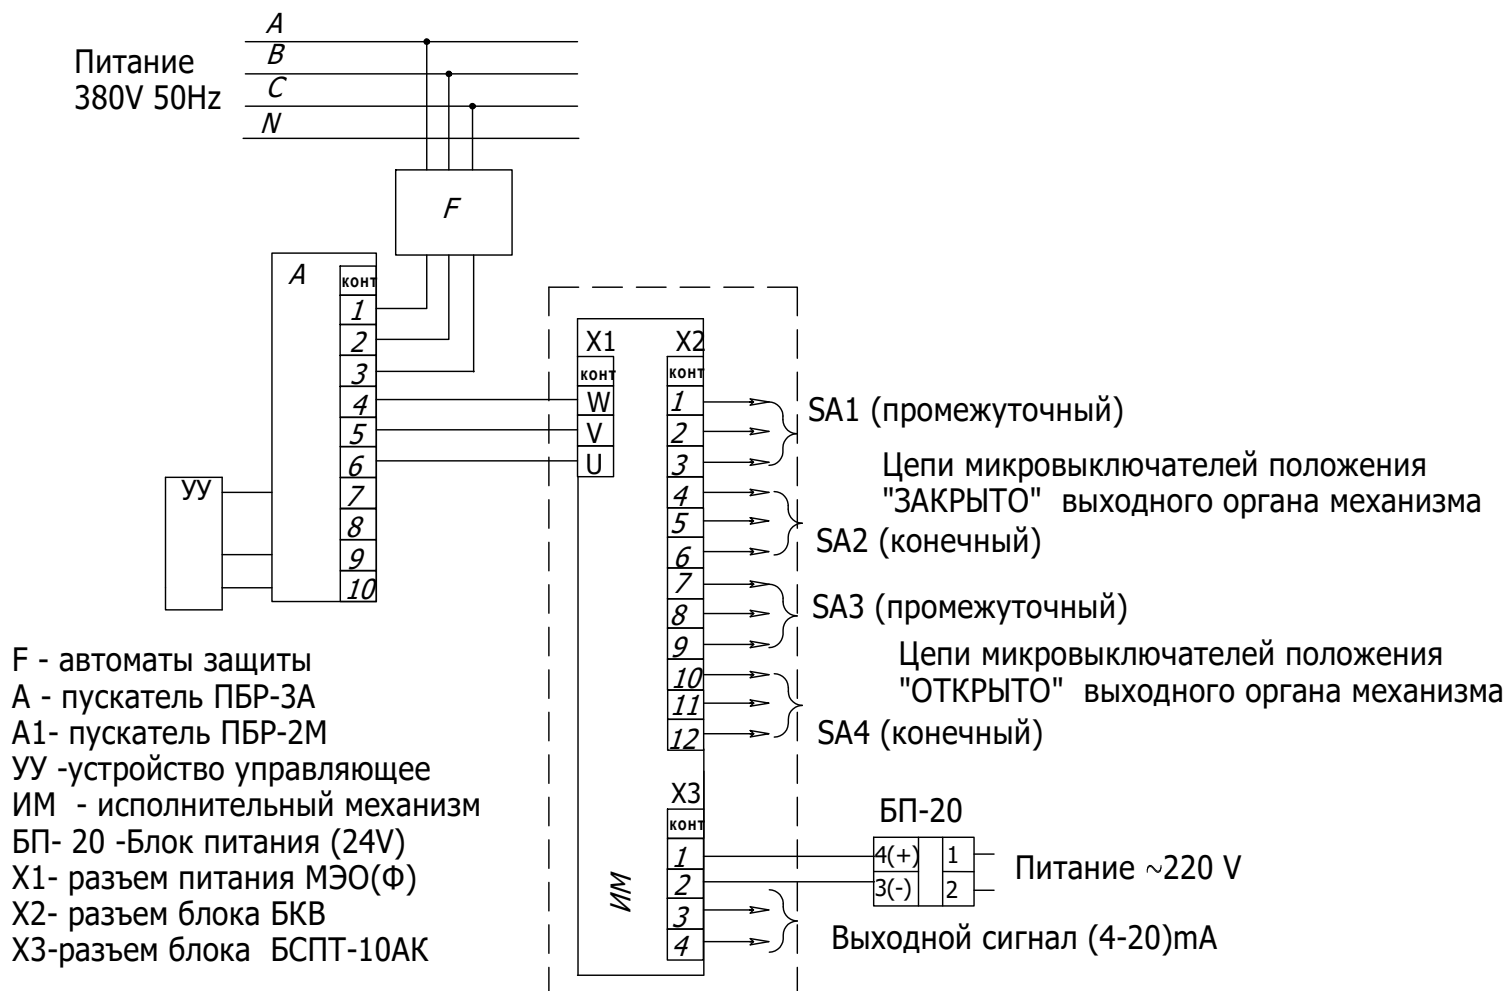 A
B
C
N
Питание
380V 50Hz
F
A
конт
1
2
3
4
5
6
7
8
9
10
УУ
X1
конт
W
V
U
X2
конт
1
2
3
4
5
6
7
8
9
10
11
12
SA1 (промежуточный)
Цепи микровыключателей положения
"ЗАКРЫТО" выходного органа механизма
SA2 (конечный)
SA3 (промежуточный)
Цепи микровыключателей положения
"ОТКРЫТО" выходного органа механизма
SA4 (конечный)
X3
конт
1
2
3
4
ИМ
БП-20
4(+)
1
3(-)
2
Питание ~220 V
Выходной сигнал (4-20)mA
F - автоматы защиты
А - пускатель ПБР-3А
А1- пускатель ПБР-2М
УУ -устройство управляющее
ИМ - исполнительный механизм
БП- 20 -Блок питания (24V)
X1- разъем питания МЭО(Ф)
X2- разъем блока БКВ
X3-разъем блока БСПТ-10АК